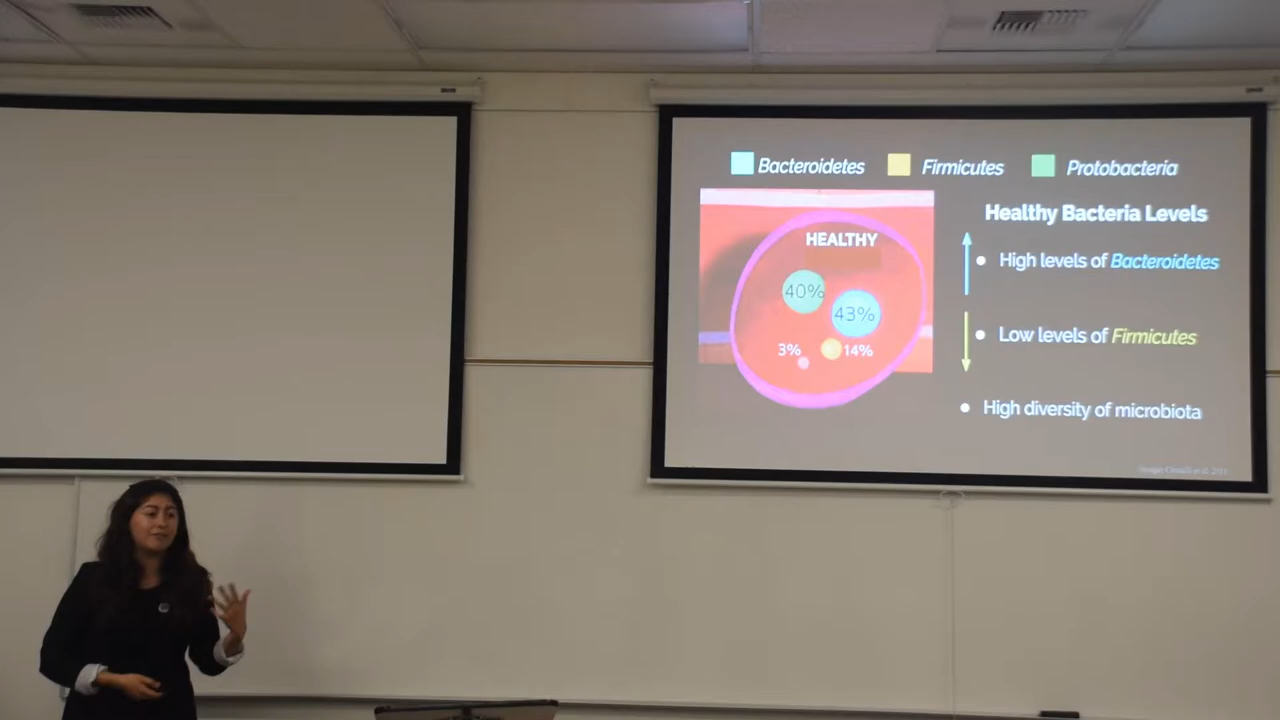 Bacteroidetes Firmicutes Protobacteria
Healthy Bacteria Levels
HEALTHY
40%
43%
3% 14%
High levels of Bacteroidetes
Low levels of Firmicutes
High diversity of microbiota